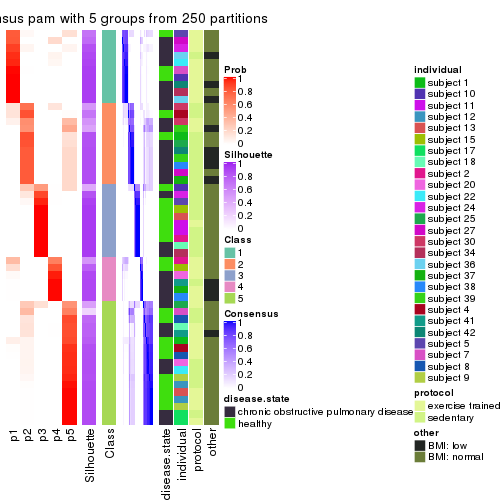 nsus pam with 5 groups from 250 partitions
p1
p2
p3
p4
p5
Silhouette
Class
disease.state
individual
protocol
other
Prob
1
0.8
0.6
0.4
0.2
0
Silhouette
1
0.8
0.6
0.4
0.2
0
Class
1
2
3
4
5
Consensus
1
0.8
0.6
0.4
0.2
0
disease.state
chronic obstructive pulmonary disease
healthy
individual
subject 1
subject 10
subject 11
subject 12
subject 13
subject 15
subject 17
subject 18
subject 2
subject 20
subject 22
subject 24
subject 25
subject 27
subject 30
subject 34
subject 36
subject 37
subject 38
subject 39
subject 4
subject 41
subject 42
subject 5
subject 7
subject 8
subject 9
protocol
exercise trained
sedentary
other
BMI: low
BMI: normal